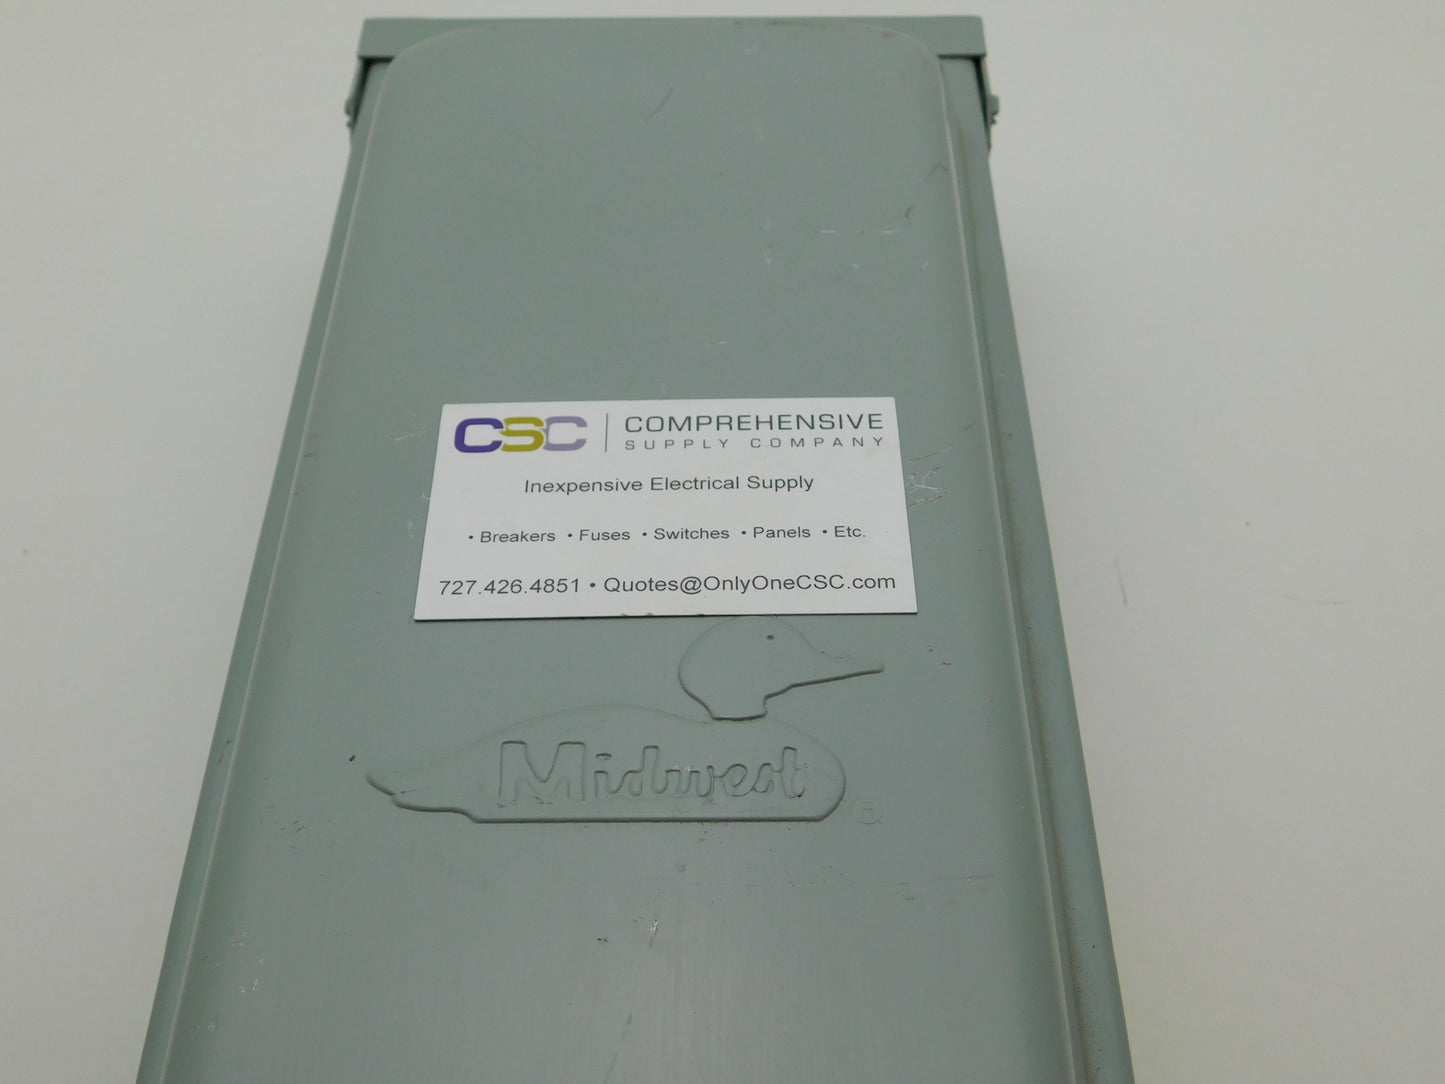 CSC | COMPREHENSIVE
SUPPLY COMPANY
Inexpensive Electrical Supply
• Breakers • Fuses • Switches • Panels • Etc.
727.426.4851 • Quotes@OnlyOneCSC.com
Midwest ®